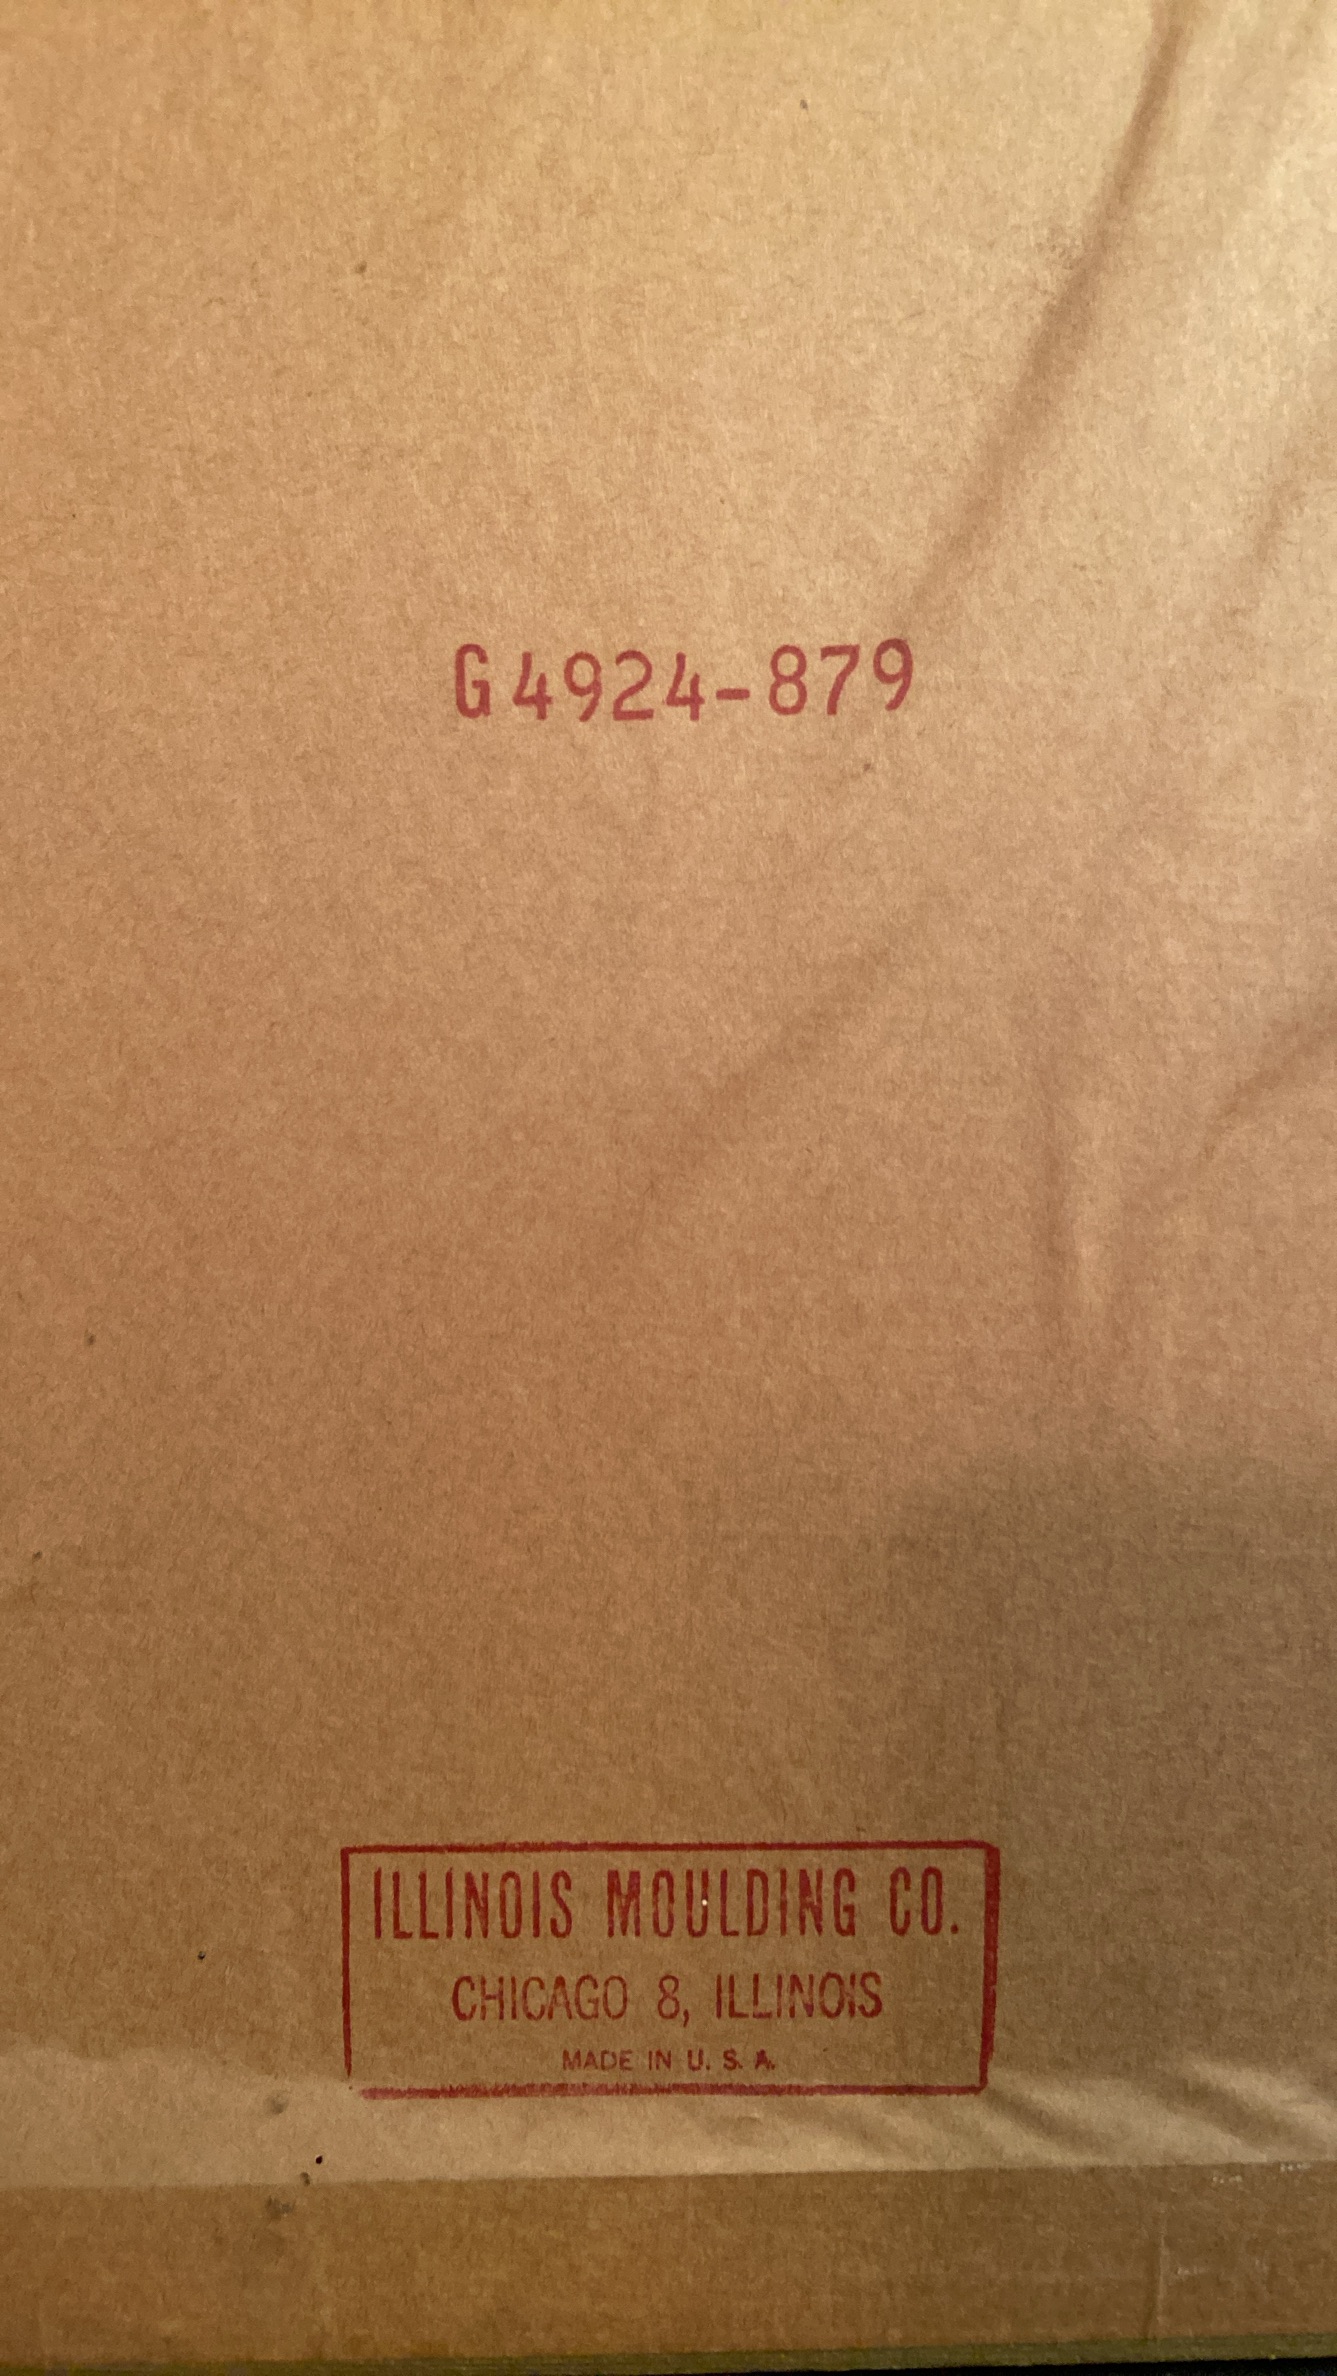 G4924-879
ILLINOIS MOULDING CO.
CHICAGO 8, ILLINOIS
MADE IN U. S. A.